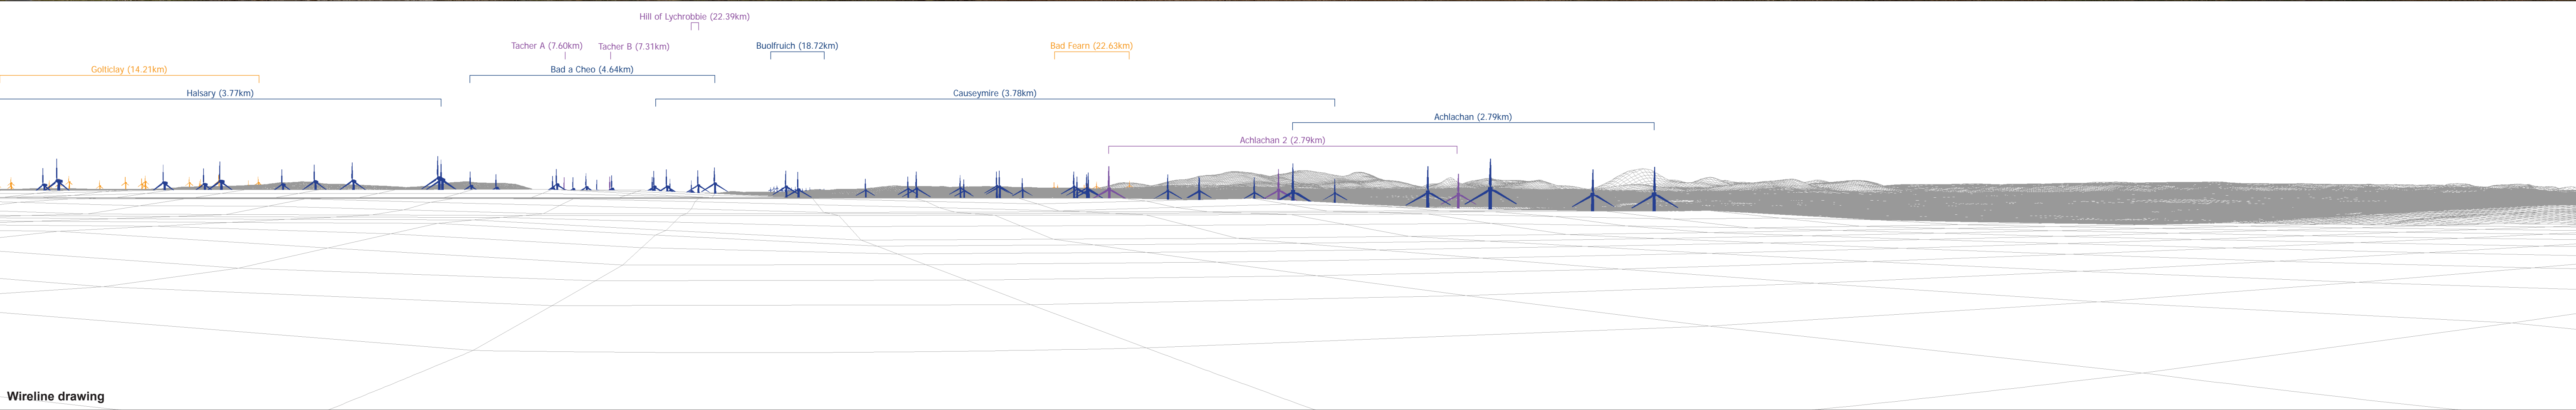 Hill of Lychrobbie (22.39km)
Tacher A (7.60km)
Tacher B (7.31km)
Buolfruich (18.72km)
Bad Fearn (22.63km)
Golticlay (14.21km)
Bad a Cheo (4.64km)
Halsary (3.77km)
Causeymire (3.78km)
Achlachan (2.79km)
Achlachan 2 (2.79km)
Wireline drawing